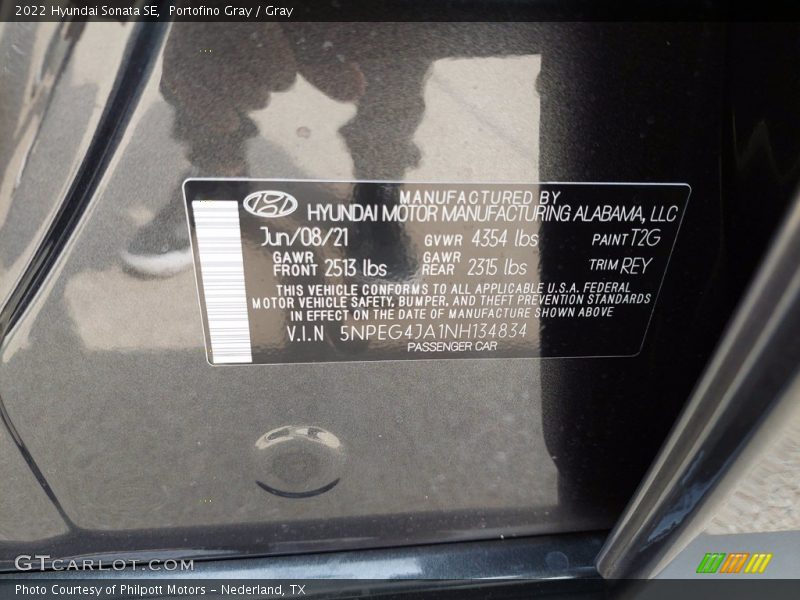 2022 Hyundai Sonata SE, Portofino Gray / Gray
MANUFACTURED BY
HYUNDAI MOTOR MANUFACTURING ALABAMA, LLC
Jun/08/21 GVWR 4354 lbs PAINT T2G
GAWR FRONT 2513 lbs GAWR REAR 2315 lbs TRIM REY
THIS VEHICLE CONFORMS TO ALL APPLICABLE U.S.A. FEDERAL
MOTOR VEHICLE SAFETY, BUMPER, AND THEFT PREVENTION STANDARDS
IN EFFECT ON THE DATE OF MANUFACTURE SHOWN ABOVE
V.I.N 5NPEG4JA1NH134834
PASSENGER CAR
GTCARLOT.COM
Photo Courtesy of Philpott Motors - Nederland, TX